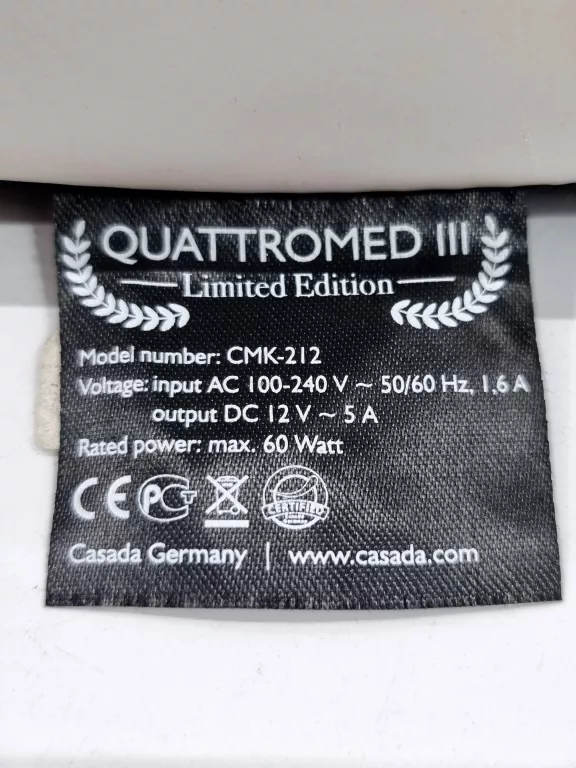 QUATTROMED III
Limited Edition
Model number: CMK-212
Voltage: input AC 100-240 V ~ 50/60 Hz, 1,6 A
output DC 12 V ~ 5 A
Rated power: max. 60 Watt
CE PCT CERTIFIED
Casada Germany | www.casada.com